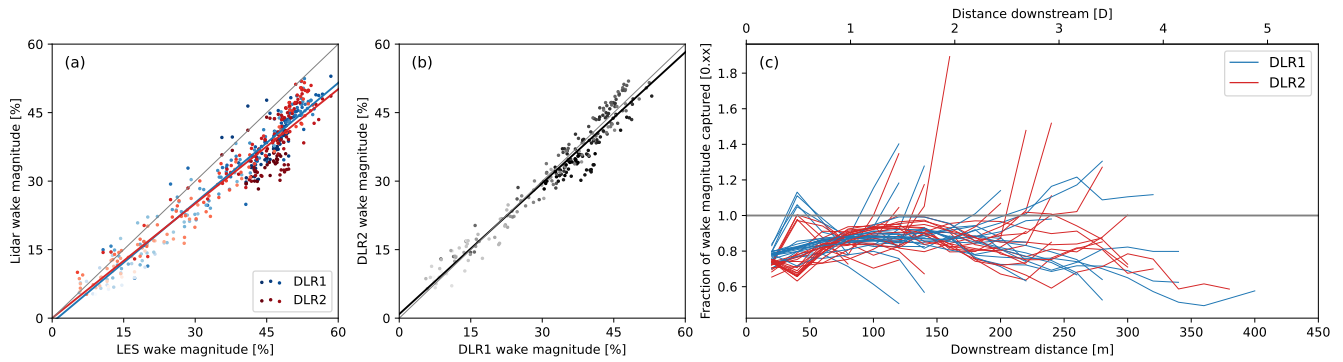 (a)
Lidar wake magnitude [%]
60
45
30
15
0
0 15 30 45 60
LES wake magnitude [%]
DLR1
DLR2
(b)
DLR2 wake magnitude [%]
60
45
30
15
0
0 15 30 45 60
DLR1 wake magnitude [%]
Distance downstream [D]
0 1 2 3 4 5
(c)
Fraction of wake magnitude captured [0.xx]
1.8
1.6
1.4
1.2
1.0
0.8
0.6
DLR1
DLR2
0 50 100 150 200 250 300 350 400 450
Downstream distance [m]